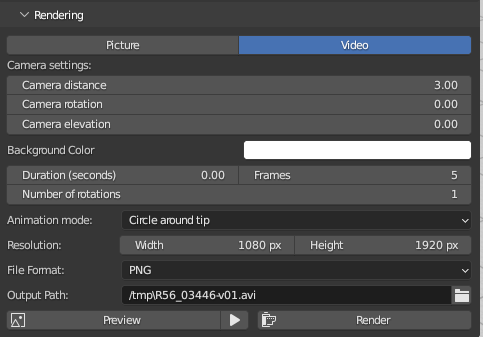 Rendering
Picture Video
Camera settings:
Camera distance 3.00
Camera rotation 0.00
Camera elevation 0.00
Background Color
Duration (seconds) 0.00 Frames 5
Number of rotations 1
Animation mode: Circle around tip
Resolution: Width 1080 px Height 1920 px
File Format: PNG
Output Path: /tmp\R56_03446-v01.avi
Preview Render